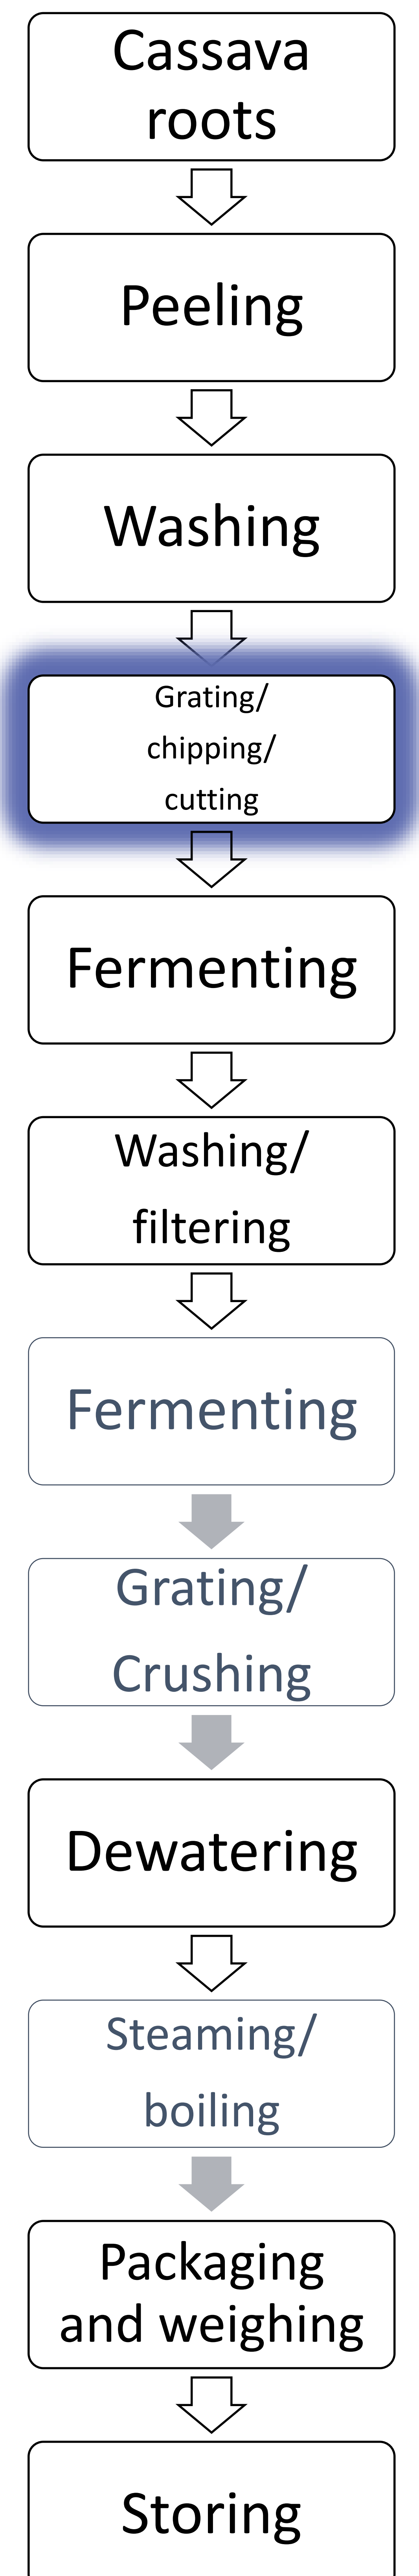 Cassava
roots
Peeling
Washing
Grating/
chipping/
cutting
Fermenting
Washing/
filtering
Fermenting
Grating/
Crushing
Dewatering
Steaming/
boiling
Packaging
and weighing
Storing